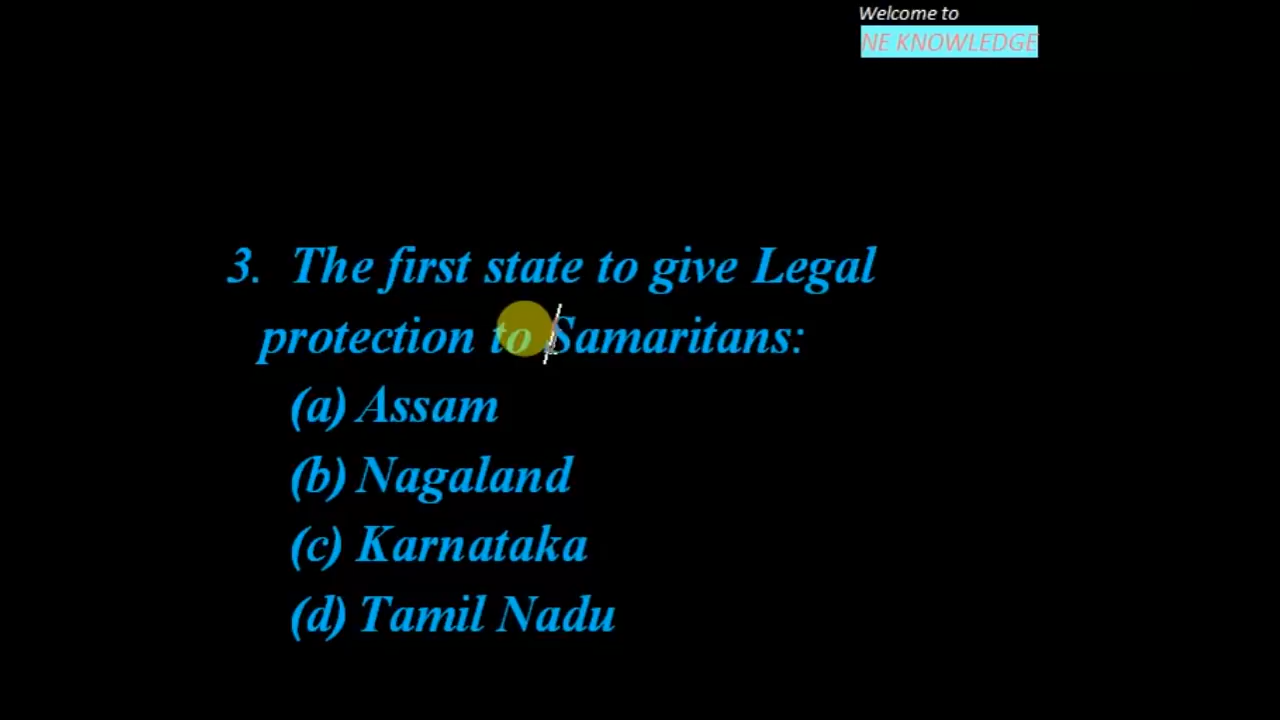 Welcome to
NE KNOWLEDGE
3. The first state to give Legal
protection to Samaritans:
(a) Assam
(b) Nagaland
(c) Karnataka
(d) Tamil Nadu